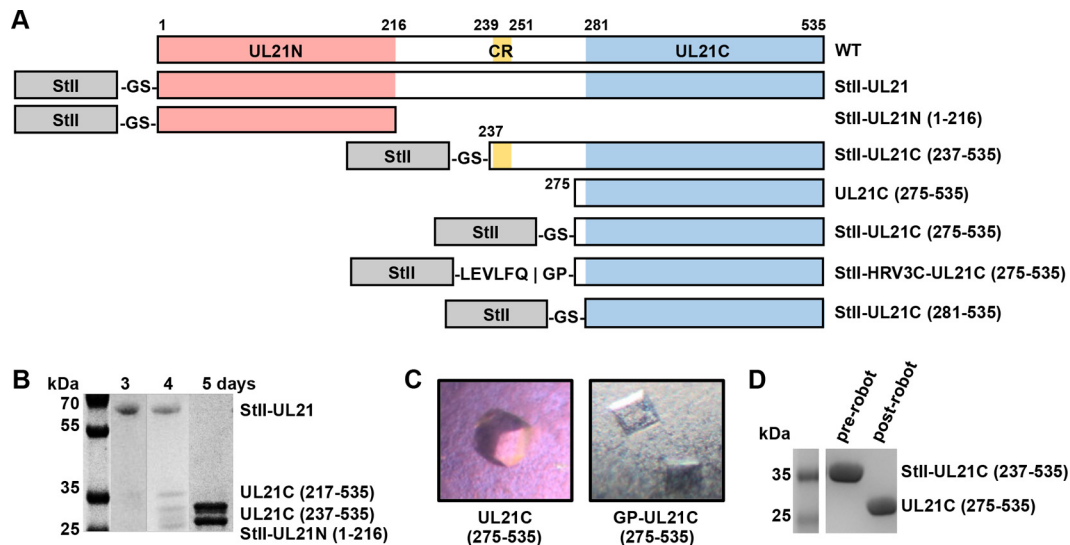 A
1 216 239 251 281 535
UL21N CR UL21C WT
StII -GS- StII-UL21
StII -GS- StII-UL21N (1-216)
237
StII -GS- StII-UL21C (237-535)
275 UL21C (275-535)
StII -GS- StII-UL21C (275-535)
StII -LEVLFQ | GP- StII-HRV3C-UL21C (275-535)
StII -GS- StII-UL21C (281-535)
B
kDa 3 4 5 days
70 StII-UL21
55
35 UL21C (217-535)
UL21C (237-535)
25 StII-UL21N (1-216)
C
UL21C
(275-535)
GP-UL21C
(275-535)
D
pre-robot
post-robot
kDa
35 StII-UL21C (237-535)
25 UL21C (275-535)